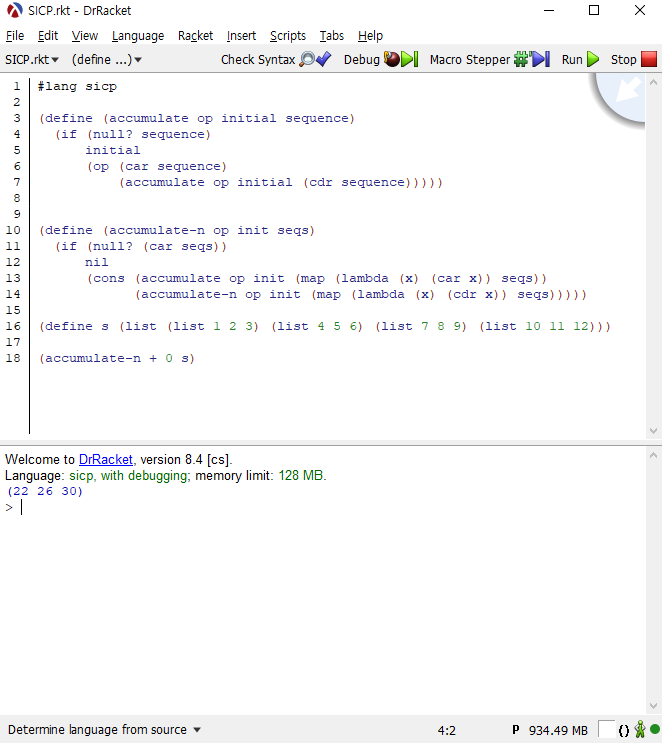 SICP.rkt - DrRacket
File Edit View Language Racket Insert Scripts Tabs Help
SICP.rkt (define ...) Check Syntax Debug Macro Stepper Run Stop
1 #lang sicp
2
3 (define (accumulate op initial sequence)
4   (if (null? sequence)
5       initial
6       (op (car sequence)
7           (accumulate op initial (cdr sequence)))))
8
9
10 (define (accumulate-n op init seqs)
11   (if (null? (car seqs))
12       nil
13       (cons (accumulate op init (map (lambda (x) (car x)) seqs))
14             (accumulate-n op init (map (lambda (x) (cdr x)) seqs)))))
15
16 (define s (list (list 1 2 3) (list 4 5 6) (list 7 8 9) (list 10 11 12)))
17
18 (accumulate-n + 0 s)
Welcome to DrRacket, version 8.4 [cs].
Language: sicp, with debugging; memory limit: 128 MB.
(22 26 30)
>
Determine language from source 4:2 P 934.49 MB ()